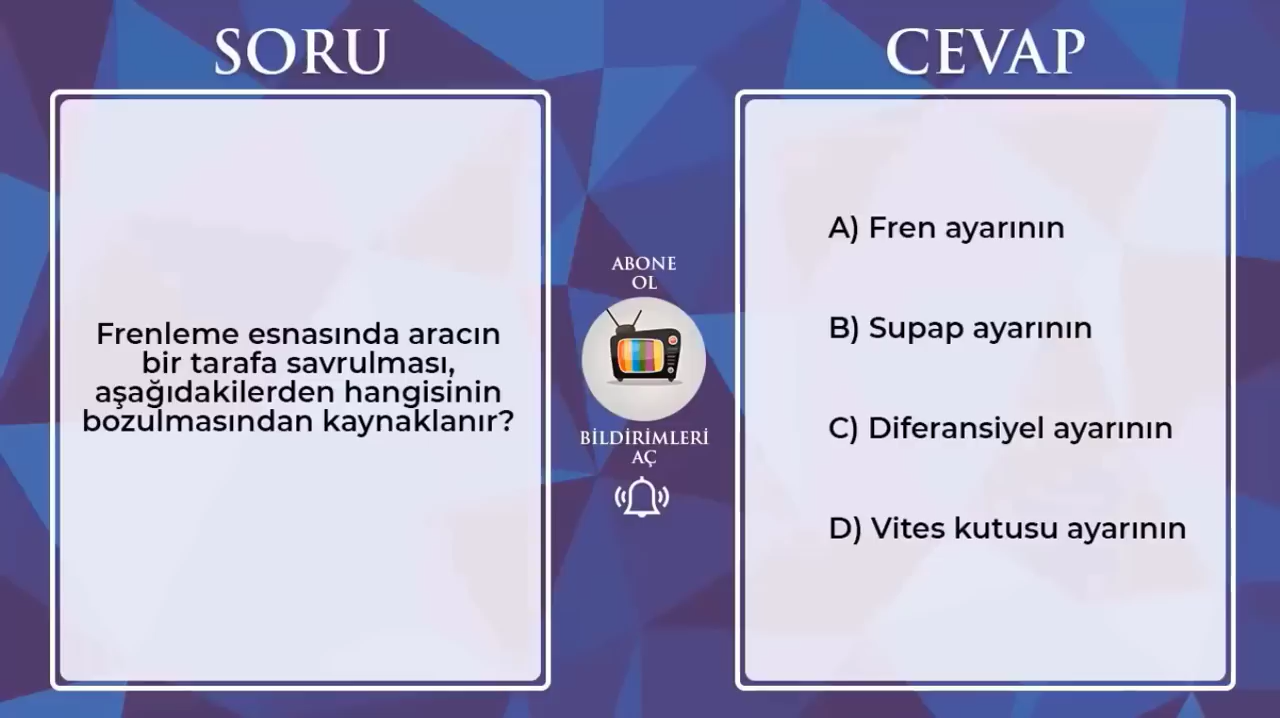 SORU
Frenleme esnasında aracın
bir tarafa savrulması,
aşağıdakilerden hangisinin
bozulmasından kaynaklanır?
ABONE
OL
BİLDİRİMLERİ
AÇ
CEVAP
A) Fren ayarının
B) Supap ayarının
C) Diferansiyel ayarının
D) Vites kutusu ayarının